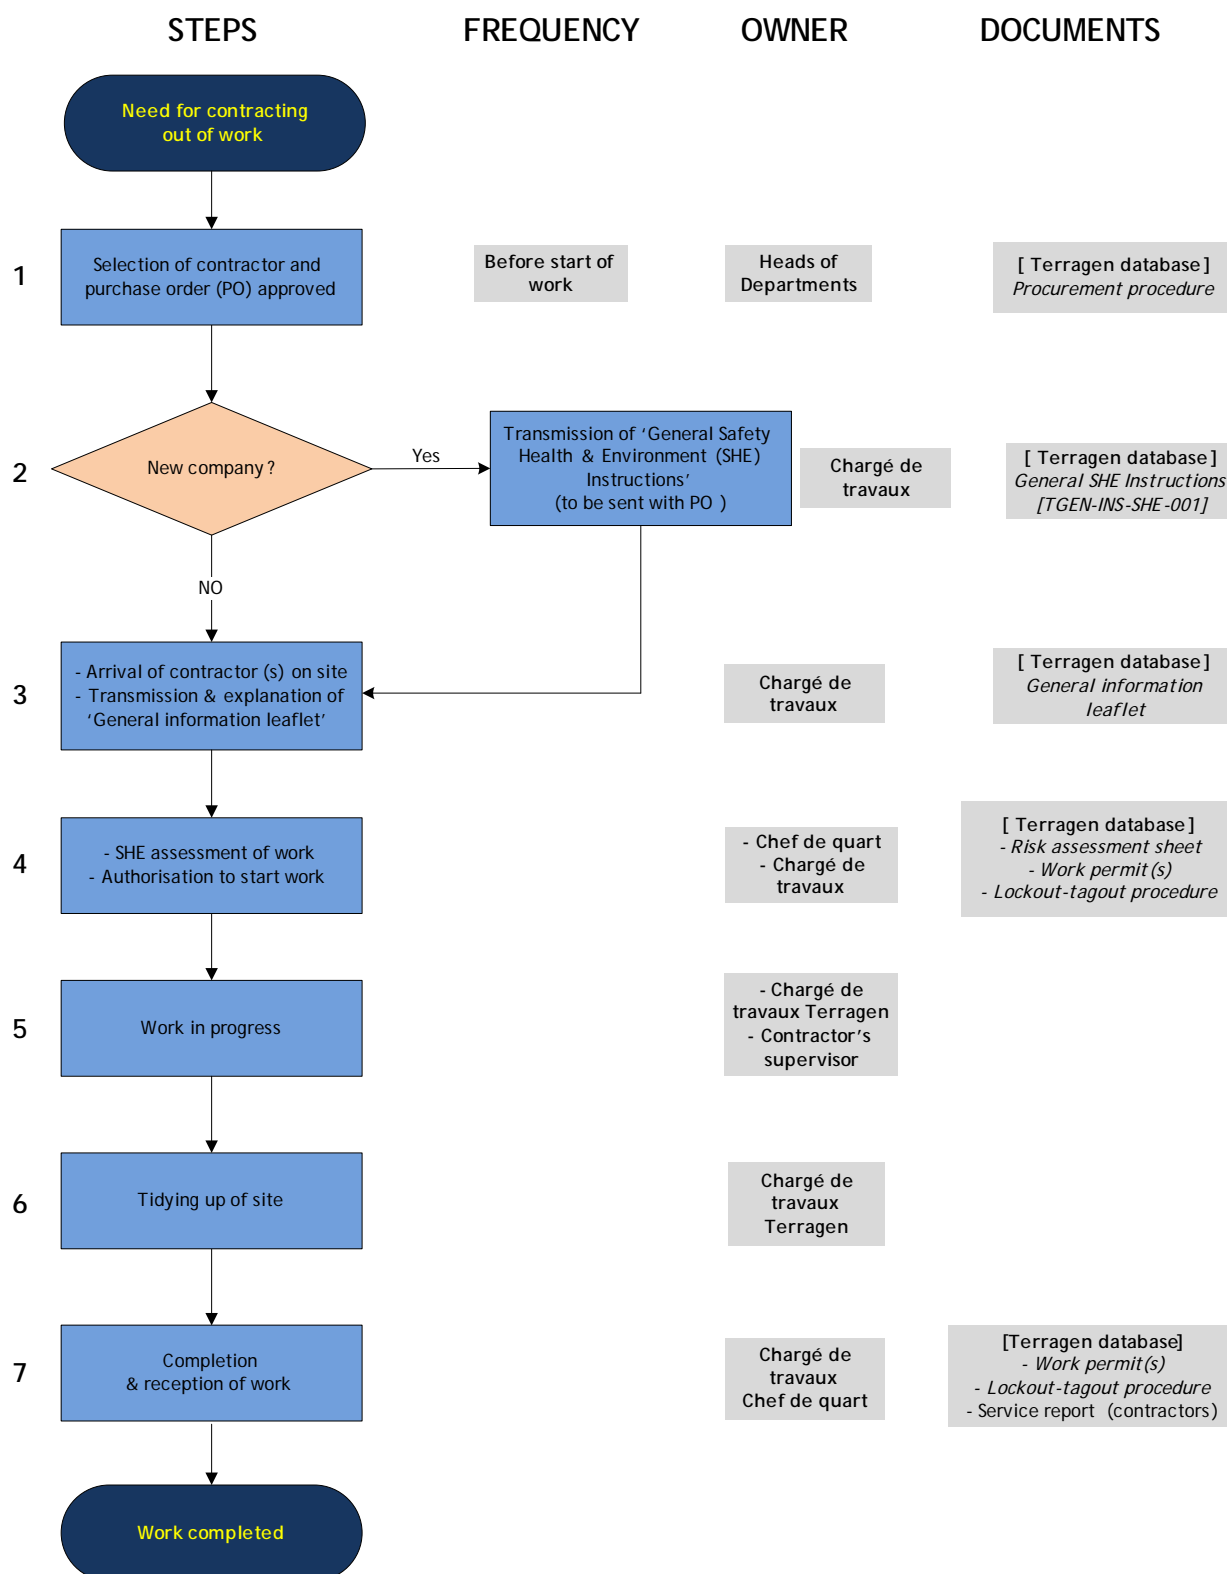 STEPS FREQUENCY OWNER DOCUMENTS
Need for contracting
out of work
1
Selection of contractor and
purchase order (PO) approved
Before start of
work
Heads of
Departments
[ Terragen database]
Procurement procedure
2
New company?
Yes
Transmission of ‘General Safety
Health & Environment (SHE)
Instructions’
(to be sent with PO )
Chargé de
travaux
[ Terragen database]
General SHE Instructions
[TGEN-INS-SHE-001]
NO
3
- Arrival of contractor (s) on site
- Transmission & explanation of
‘General information leaflet’
Chargé de
travaux
[ Terragen database]
General information
leaflet
4
- SHE assessment of work
- Authorisation to start work
- Chef de quart
- Chargé de
travaux
[ Terragen database]
- Risk assessment sheet
- Work permit(s)
- Lockout-tagout procedure
5
Work in progress
- Chargé de
travaux Terragen
- Contractor’s
supervisor
6
Tidying up of site
Chargé de
travaux
Terragen
7
Completion
& reception of work
Chargé de
travaux
Chef de quart
[Terragen database]
- Work permit(s)
- Lockout-tagout procedure
- Service report (contractors)
Work completed